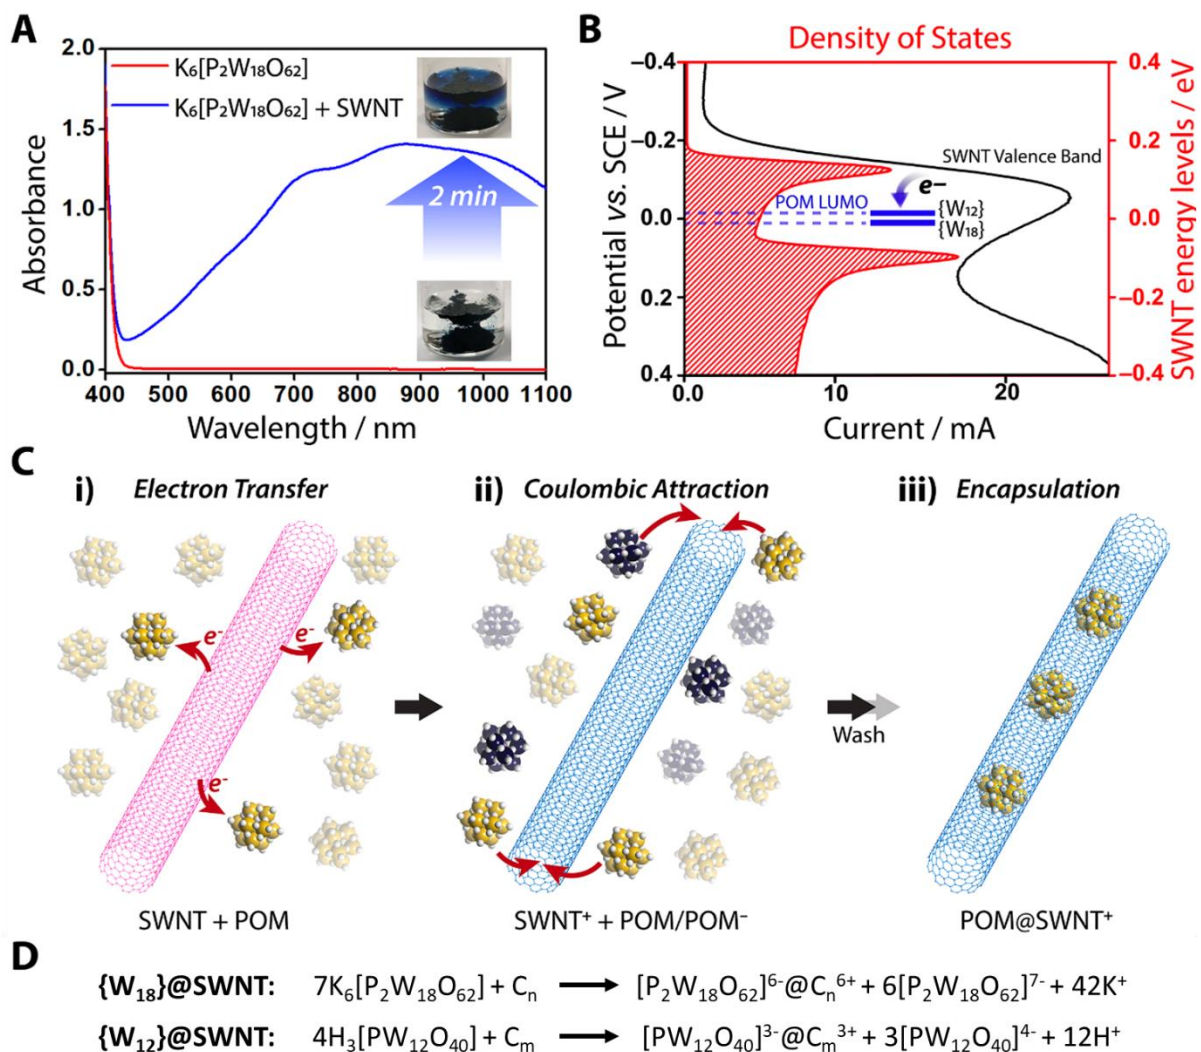 A
2.0
1.5
1.0
0.5
0.0
Absorbance
K₆[P₂W₁₈O₆₂]
K₆[P₂W₁₈O₆₂] + SWNT
2 min
400 500 600 700 800 900 1000 1100
Wavelength / nm
B
Density of States
−0.4
−0.2
0.0
0.2
0.4
Potential vs. SCE / V
SWNT Valence Band
e−
POM LUMO
{W₁₂}
{W₁₈}
0.4
0.2
0.0
−0.2
−0.4
SWNT energy levels / eV
0.0 10 20
Current / mA
C
i) Electron Transfer
e-
e-
e-
SWNT + POM
ii) Coulombic Attraction
SWNT⁺ + POM/POM⁻
Wash
iii) Encapsulation
POM@SWNT⁺
D
{W₁₈}@SWNT: 7K₆[P₂W₁₈O₆₂] + Cₙ ⟶ [P₂W₁₈O₆₂]⁶⁻@Cₙ⁶⁺ + 6[P₂W₁₈O₆₂]⁷⁻ + 42K⁺
{W₁₂}@SWNT: 4H₃[PW₁₂O₄₀] + Cₘ ⟶ [PW₁₂O₄₀]³⁻@Cₘ³⁺ + 3[PW₁₂O₄₀]⁴⁻ + 12H⁺